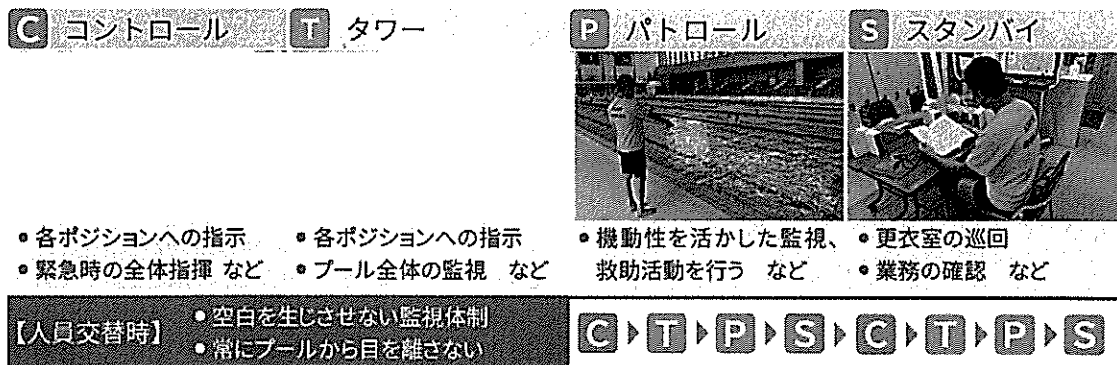 C コントロール
T タワー
P パトロール
S スタンバイ
• 各ポジションへの指示
• 緊急時の全体指揮 など
• 各ポジションへの指示
• プール全体の監視 など
• 機動性を活かした監視、
救助活動を行う など
• 更衣室の巡回
• 業務の確認 など
【人員交替時】
• 空白を生じさせない監視体制
• 常にプールから目を離さない
C ▶ T ▶ P ▶ S ▶ C ▶ T ▶ P ▶ S